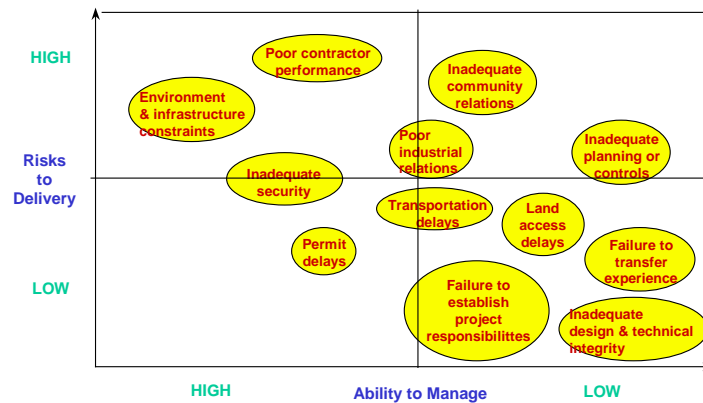 HIGH
Poor contractor
performance
Inadequate
community
relations
Environment
& infrastructure
constraints
Poor
industrial
relations
Inadequate
planning or
controls
Risks
to
Delivery
Inadequate
security
Transportation
delays
Land
access
delays
Permit
delays
Failure to
transfer
experience
LOW
Failure to
establish
project
responsibilittes
Inadequate
design & technical
integrity
HIGH
Ability to Manage
LOW